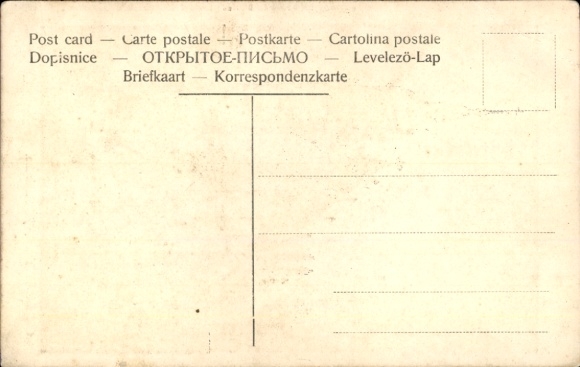 Post card — Carte postale — Postkarte — Cartolina postale
Dopisnice — ОТКРЫТОЕ-ПИСЬМО — Levelező-Lap
Briefkaart — Korrespondenzkarte